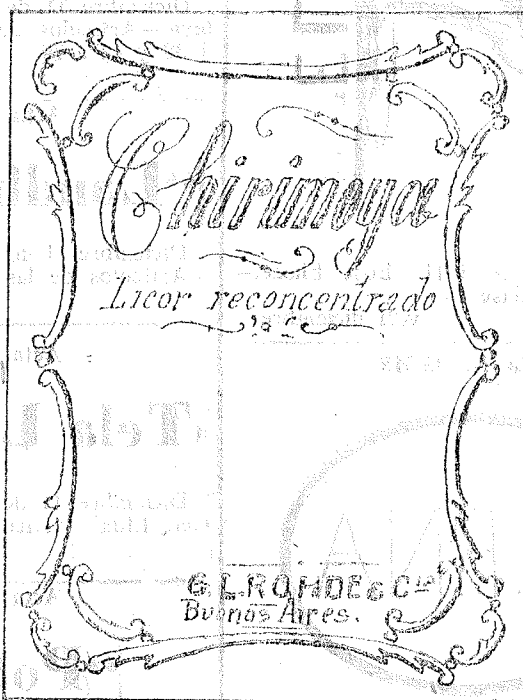 Chirimoya
Licor reconcentrado
G. L. ROHDE & Cía
Buenos Aires.